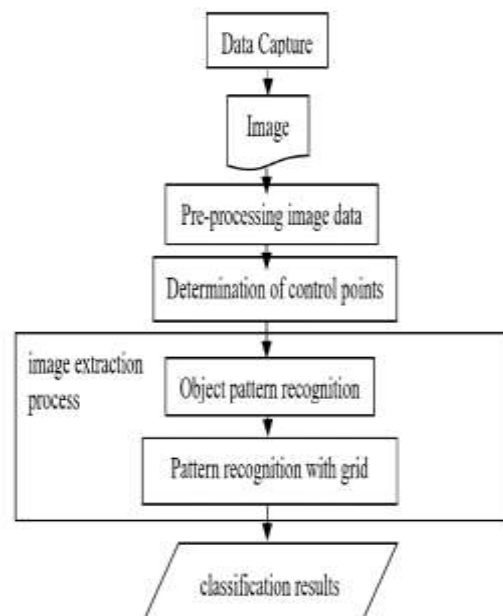 Data Capture
Image
Pre-processing image data
Determination of control points
image extraction
process
Object pattern recognition
Pattern recognition with grid
classification results